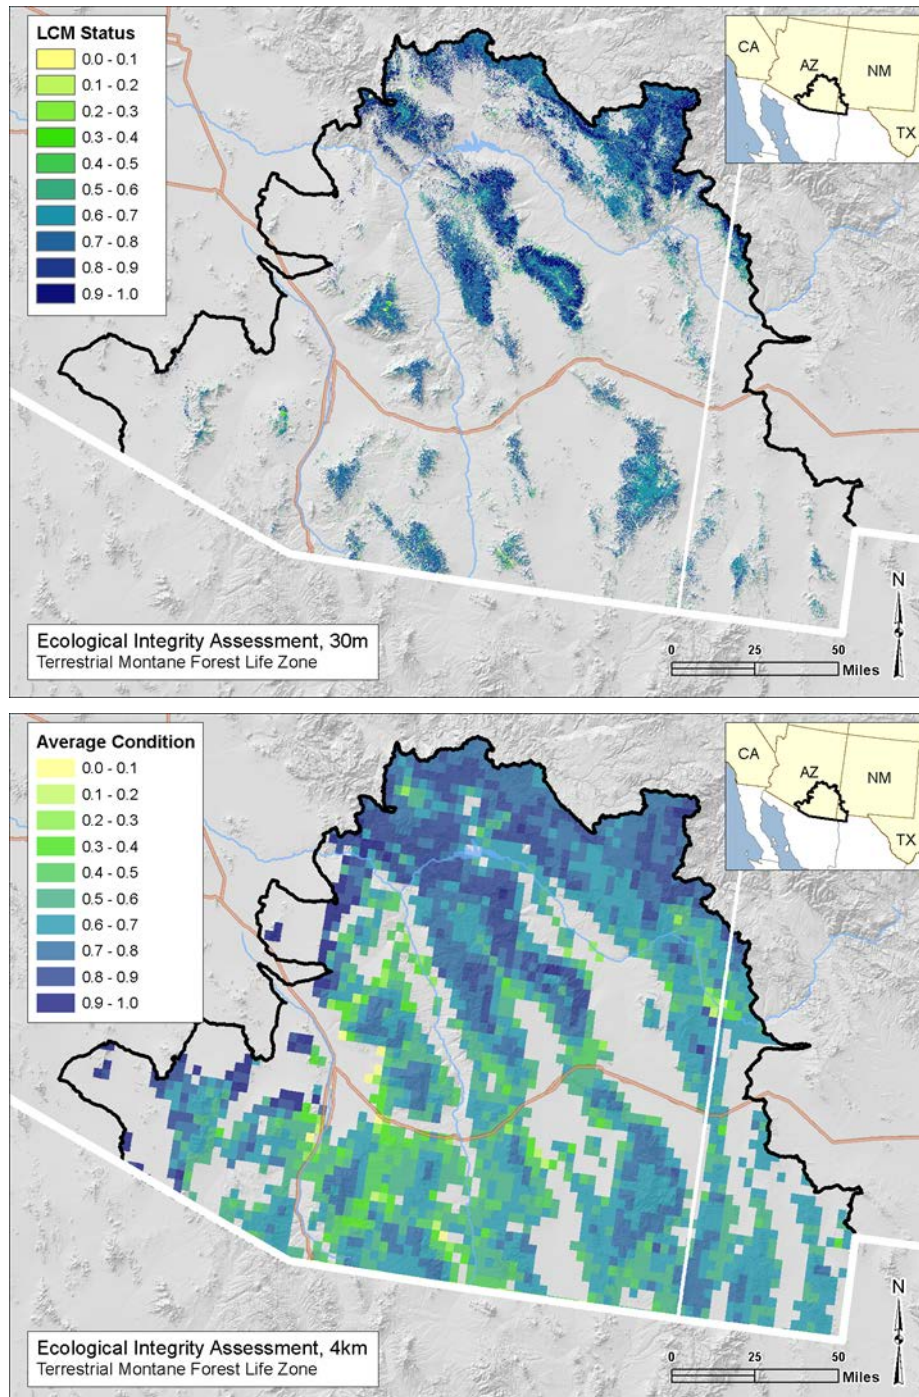 LCM Status
0.0 - 0.1
0.1 - 0.2
0.2 - 0.3
0.3 - 0.4
0.4 - 0.5
0.5 - 0.6
0.6 - 0.7
0.7 - 0.8
0.8 - 0.9
0.9 - 1.0
CA
AZ
NM
TX
Ecological Integrity Assessment, 30m
Terrestrial Montane Forest Life Zone
N
0 25 50
Miles
Average Condition
0.0 - 0.1
0.1 - 0.2
0.2 - 0.3
0.3 - 0.4
0.4 - 0.5
0.5 - 0.6
0.6 - 0.7
0.7 - 0.8
0.8 - 0.9
0.9 - 1.0
CA
AZ
NM
TX
Ecological Integrity Assessment, 4km
Terrestrial Montane Forest Life Zone
N
0 25 50
Miles